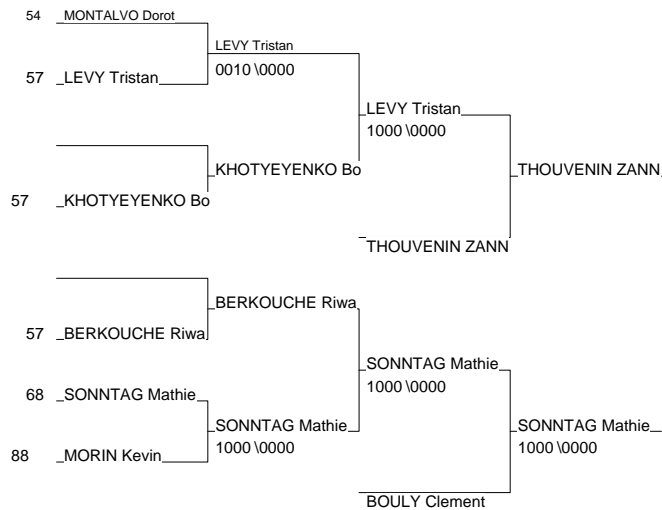 54 MONTALVO Dorot
LEVY Tristan
0010 \0000
57 LEVY Tristan
LEVY Tristan
1000 \0000
KHOTYEYENKO Bo
THOUVENIN ZANN
57 KHOTYEYENKO Bo
THOUVENIN ZANN
BERKOUCHE Riwa
57 BERKOUCHE Riwa
SONNTAG Mathie
1000 \0000
68 SONNTAG Mathie
SONNTAG Mathie
1000 \0000
SONNTAG Mathie
1000 \0000
88 MORIN Kevin
BOULY Clement